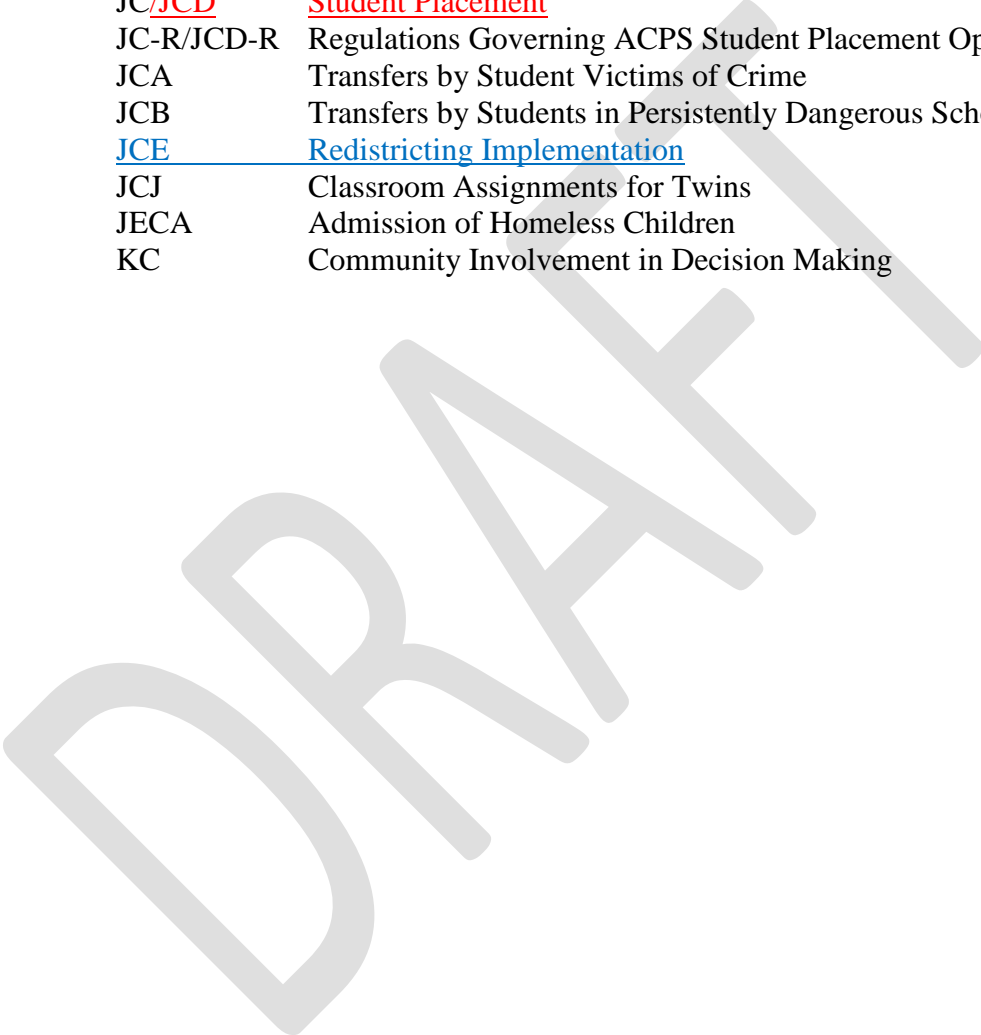 JC/JCD Student Placement
JC-R/JCD-R Regulations Governing ACPS Student Placement
JCA Transfers by Student Victims of Crime
JCB Transfers by Students in Persistently Dangerous
JCE Redistricting Implementation
JCJ Classroom Assignments for Twins
JECA Admission of Homeless Children
KC Community Involvement in Decision Making
DRAFT